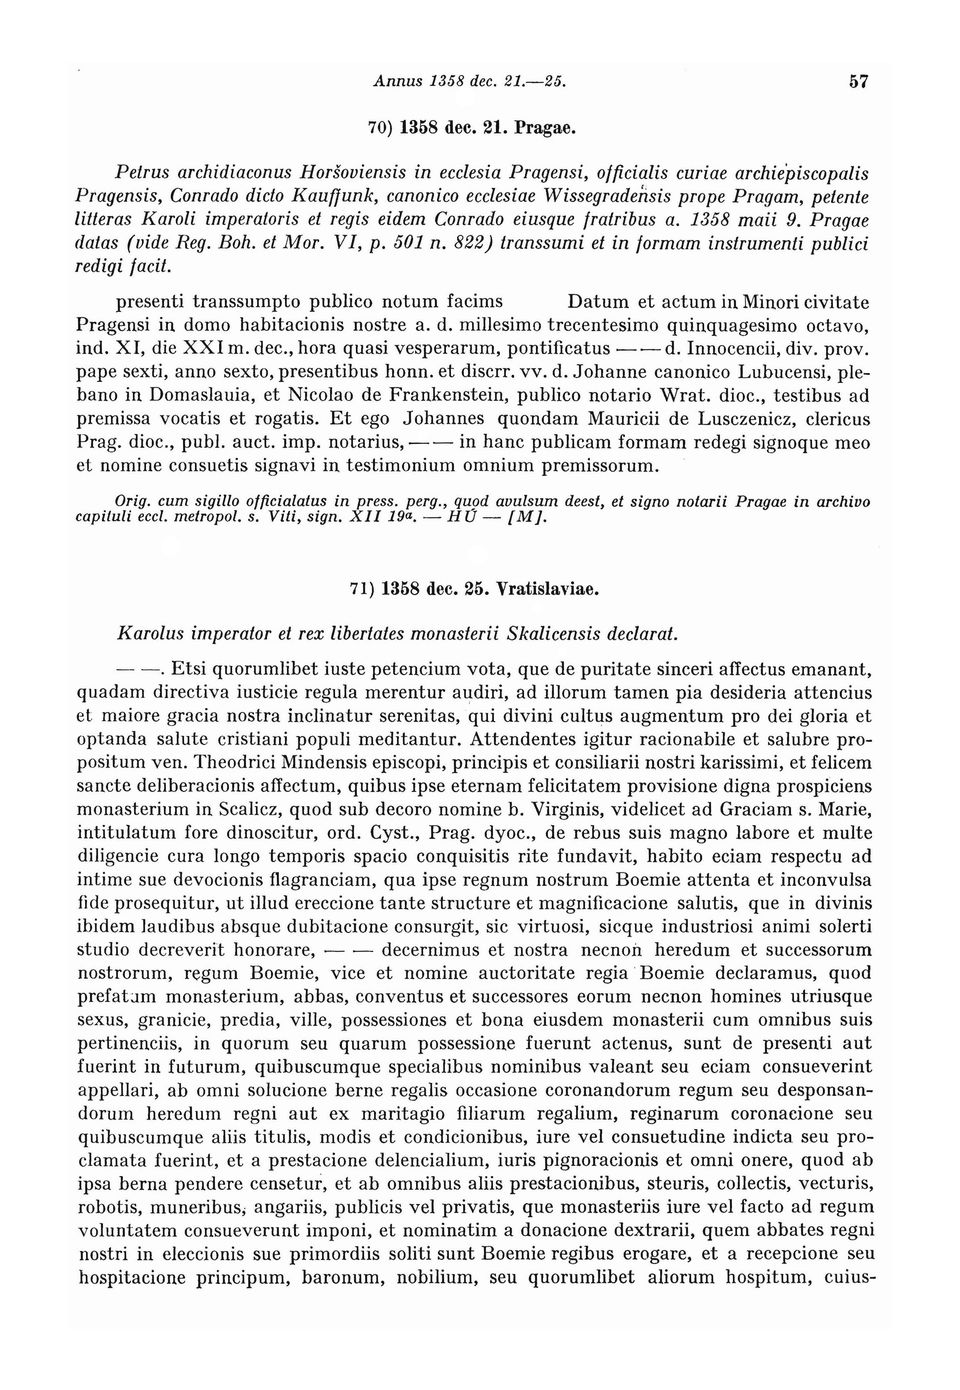 Annus 1358 dec. 21.—25. 57
70) 1358 dec. 21. Pragae.
Petrus archidiaconus Horšoviensis in ecclesia Pragensi, officialis curiae archiepiscopalis
Pragensis, Conrado dicto Kauffunk, canonico ecclesiae Wissegradensis prope Pragam, petente
litteras Karoli imperatoris et regis eidem Conrado eiusque fratribus a. 1358 maii 9. Pragae
datas (vide Reg. Boh. et Mor. VI, p. 501 n. 822) transsumi et in formam instrumenti publici
redigi facit.
presenti transsumpto publico notum facims Datum et actum in Minori civitate
Pragensi in domo habitacionis nostre a. d. millesimo trecentesimo quinquagesimo octavo,
ind. XI, die XXI m. dec., hora quasi vesperarum, pontificatus — — d. Innocencii, div. prov.
pape sexti, anno sexto, presentibus honn. et discrr. vv. d. Johanne canonico Lubucensi, ple-
bano in Domaslauia, et Nicolao de Frankenstein, publico notario Wrat. dioc., testibus ad
premissa vocatis et rogatis. Et ego Johannes quondam Mauricii de Lusczenicz, clericus
Prag. dioc., publ. auct. imp. notarius, — — in hanc publicam formam redegi signoque meo
et nomine consuetis signavi in testimonium omnium premissorum.
Orig. cum sigillo officialatus in press. perg., quod avulsum deest, et signo notarii Pragae in archivo
capituli eccl. metropol. s. Viti, sign. XII 19a. — HÚ — [M].
71) 1358 dec. 25. Vratislaviae.
Karolus imperator et rex libertates monasterii Skalicensis declarat.
— —. Etsi quorumlibet iuste petencium vota, que de puritate sinceri affectus emanant,
quadam directiva iusticie regula merentur audiri, ad illorum tamen pia desideria attencius
et maiore gracia nostra inclinatur serenitas, qui divini cultus augmentum pro dei gloria et
optanda salute cristiani populi meditantur. Attendentes igitur racionabile et salubre pro-
positum ven. Theodrici Mindensis episcopi, principis et consiliarii nostri karissimi, et felicem
sancte deliberacionis affectum, quibus ipse eternam felicitatem provisione digna prospiciens
monasterium in Scalicz, quod sub decoro nomine b. Virginis, videlicet ad Graciam s. Marie,
intitulatum fore dinoscitur, ord. Cyst., Prag. dyoc., de rebus suis magno labore et multe
diligencie cura longo temporis spacio conquisitis rite fundavit, habito eciam respectu ad
intime sue devocionis flagranciam, qua ipse regnum nostrum Boemie attenta et inconvulsa
fide prosequitur, ut illud ereccione tante structure et magnificacione salutis, que in divinis
ibidem laudibus absque dubitacione consurgit, sic virtuosi, sicque industriosi animi solerti
studio decreverit honorare, — — decernimus et nostra necnon heredum et successorum
nostrorum, regum Boemie, vice et nomine auctoritate regia Boemie declaramus, quod
prefatam monasterium, abbas, conventus et successores eorum necnon homines utriusque
sexus, granicie, predia, ville, possessiones et bona eiusdem monasterii cum omnibus suis
pertinenciis, in quorum seu quarum possessione fuerunt actenus, sunt de presenti aut
fuerint in futurum, quibuscumque specialibus nominibus valeant seu eciam consueverint
appellari, ab omni solucione berne regalis occasione coronandorum regum seu desponsan-
dorum heredum regni aut ex maritagio filiarum regalium, reginarum coronacione seu
quibuscumque aliis titulis, modis et condicionibus, iure vel consuetudine indicta seu pro-
clamata fuerint, et a prestacione delencialium, iuris pignoracionis et omni onere, quod ab
ipsa berna pendere censetur, et ab omnibus aliis prestacionibus, steuris, collectis, vecturis,
robotis, muneribus, angariis, publicis vel privatis, que monasteriis iure vel facto ad regum
voluntatem consueverunt imponi, et nominatim a donacione dextrarii, quem abbates regni
nostri in eleccionis sue primordiis soliti sunt Boemie regibus erogare, et a recepcione seu
hospitacione principum, baronum, nobilium, seu quorumlibet aliorum hospitum, cuius-